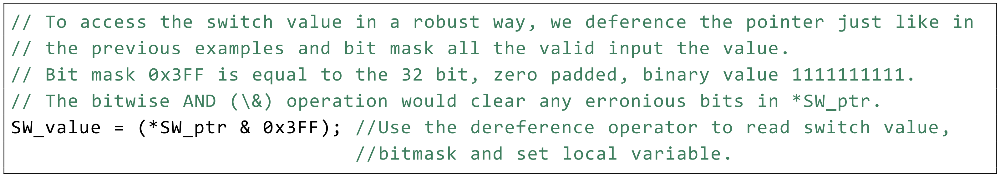 // To access the switch value in a robust way, we deference the pointer just like in
// the previous examples and bit mask all the valid input the value.
// Bit mask 0x3FF is equal to the 32 bit, zero padded, binary value 1111111111.
// The bitwise AND (\&) operation would clear any erronious bits in *SW_ptr.
SW_value = (*SW_ptr & 0x3FF); //Use the dereference operator to read switch value,
//bitmask and set local variable.